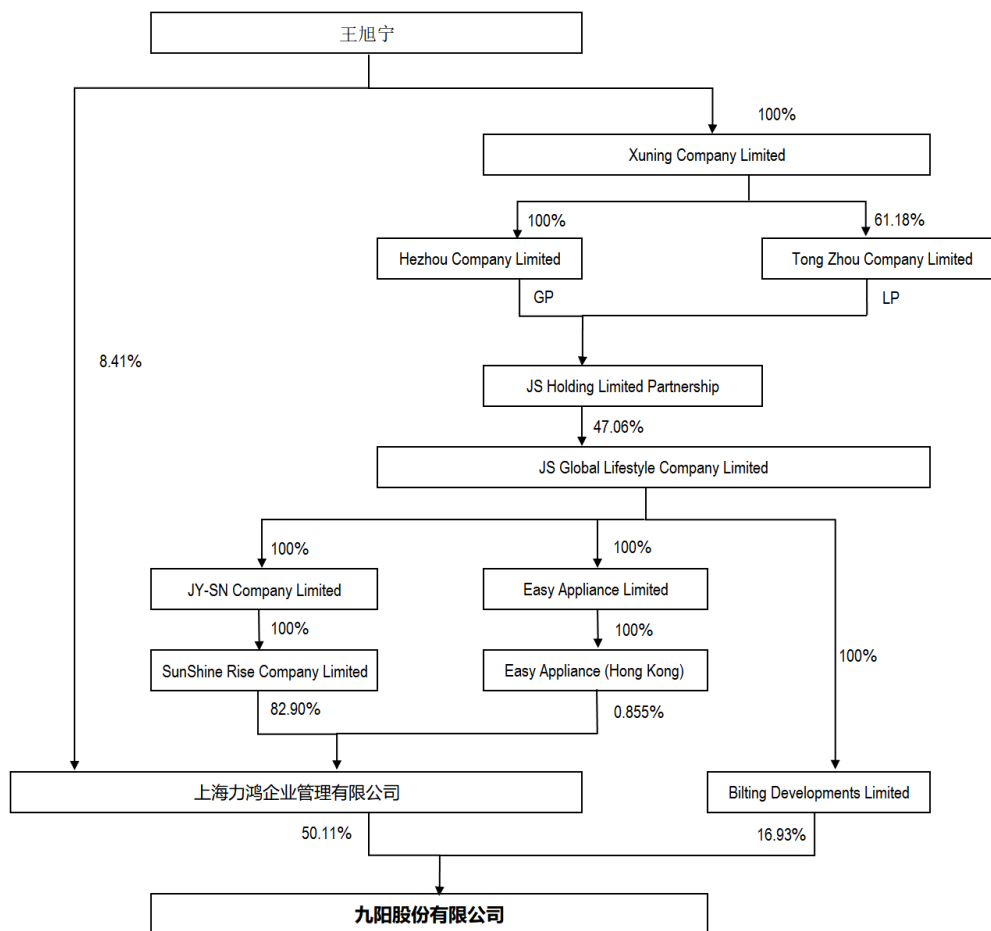 王旭宁
100%
Xuning Company Limited
100%
61.18%
Hezhou Company Limited
Tong Zhou Company Limited
GP
LP
8.41%
JS Holding Limited Partnership
47.06%
JS Global Lifestyle Company Limited
100%
100%
JY-SN Company Limited
Easy Appliance Limited
100%
100%
100%
SunShine Rise Company Limited
Easy Appliance (Hong Kong)
82.90%
0.855%
上海力鸿企业管理有限公司
Bilting Developments Limited
50.11%
16.93%
九阳股份有限公司